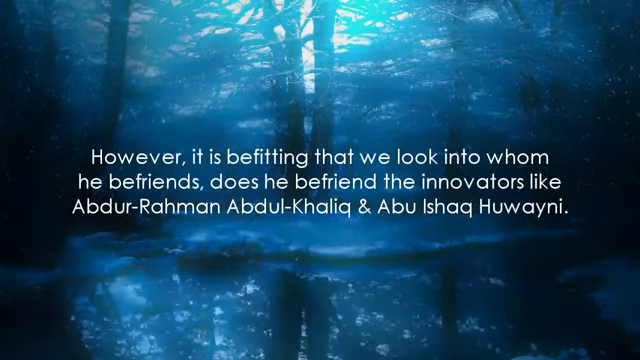 However, it is befitting that we look into whom
he befriends, does he befriend the innovators like
Abdur-Rahman Abdul-Khaliq & Abu Ishaq Huwayni.